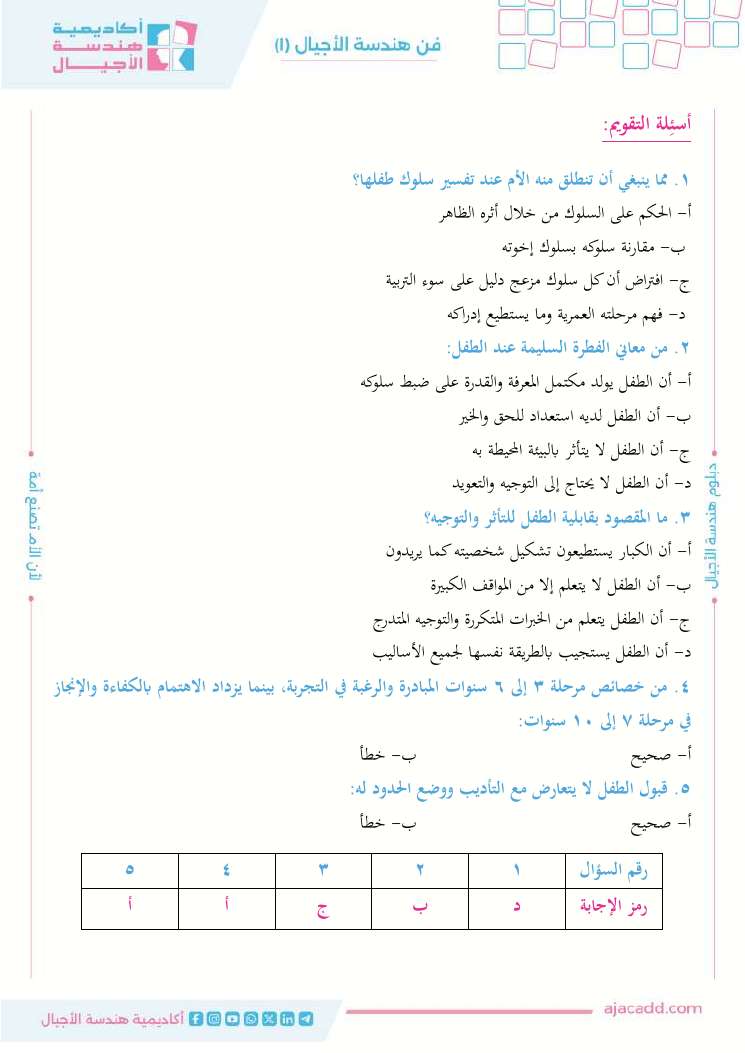 أكاديمية
هندسة
الأجيال
فن هندسة الأجيال (١)
أسئلة التقويم:
١. مما ينبغي أن تنطلق منه الأم عند تفسير سلوك طفلها؟
أ- الحكم على السلوك من خلال أثره الظاهر
ب- مقارنة سلوكه بسلوك إخوته
ج- افتراض أن كل سلوك مزعج دليل على سوء التربية
د- فهم مرحلته العمرية وما يستطيع إدراكه
٢. من معاني الفطرة السليمة عند الطفل:
أ- أن الطفل يولد مكتمل المعرفة والقدرة على ضبط سلوكه
ب- أن الطفل لديه استعداد للحق والخير
ج- أن الطفل لا يتأثر بالبيئة المحيطة به
د- أن الطفل لا يحتاج إلى التوجيه والتعويد
٣. ما المقصود بقابلية الطفل للتأثر والتوجيه؟
أ- أن الكبار يستطيعون تشكيل شخصيته كما يريدون
ب- أن الطفل لا يتعلم إلا من المواقف الكبيرة
ج- أن الطفل يتعلم من الخبرات المتكررة والتوجيه المتدرج
د- أن الطفل يستجيب بالطريقة نفسها لجميع الأساليب
٤. من خصائص مرحلة ٣ إلى ٦ سنوات المبادرة والرغبة في التجربة، بينما يزداد الاهتمام بالكفاءة والإنجاز
في مرحلة ٧ إلى ١٠ سنوات:
أ- صحيح ب- خطأ
٥. قبول الطفل لا يتعارض مع التأديب ووضع الحدود له:
أ- صحيح ب- خطأ
رقم السؤال ١ ٢ ٣ ٤ ٥
رمز الإجابة د ب ج أ أ
دبلوم هندسة الأجيال
لأن الأم تصنع أمة
ajacadd.com
أكاديمية هندسة الأجيال